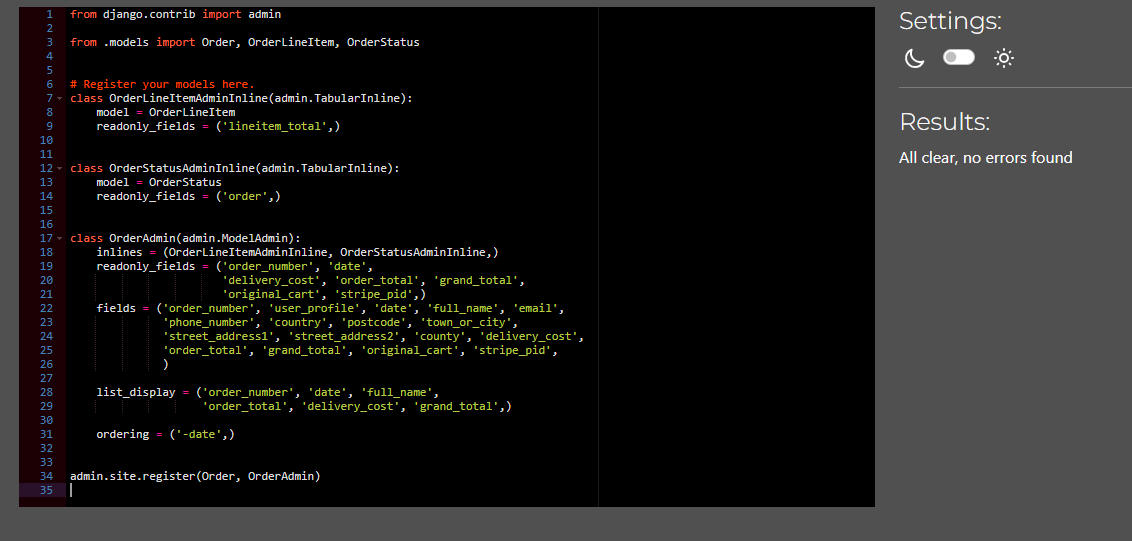 1 from django.contrib import admin
2
3 from .models import Order, OrderLineItem, OrderStatus
4
5
6 # Register your models here.
7 class OrderLineItemAdminInline(admin.TabularInline):
8     model = OrderLineItem
9     readonly_fields = ('lineitem_total',)
10
11
12 class OrderStatusAdminInline(admin.TabularInline):
13     model = OrderStatus
14     readonly_fields = ('order',)
15
16
17 class OrderAdmin(admin.ModelAdmin):
18     inlines = (OrderLineItemAdminInline, OrderStatusAdminInline,)
19     readonly_fields = ('order_number', 'date',
20                        'delivery_cost', 'order_total', 'grand_total',
21                        'original_cart', 'stripe_pid',)
22     fields = ('order_number', 'user_profile', 'date', 'full_name', 'email',
23               'phone_number', 'country', 'postcode', 'town_or_city',
24               'street_address1', 'street_address2', 'county', 'delivery_cost',
25               'order_total', 'grand_total', 'original_cart', 'stripe_pid',
26               )
27
28     list_display = ('order_number', 'date', 'full_name',
29                     'order_total', 'delivery_cost', 'grand_total',)
30
31     ordering = ('-date',)
32
33
34 admin.site.register(Order, OrderAdmin)
35
Settings:
Results:
All clear, no errors found